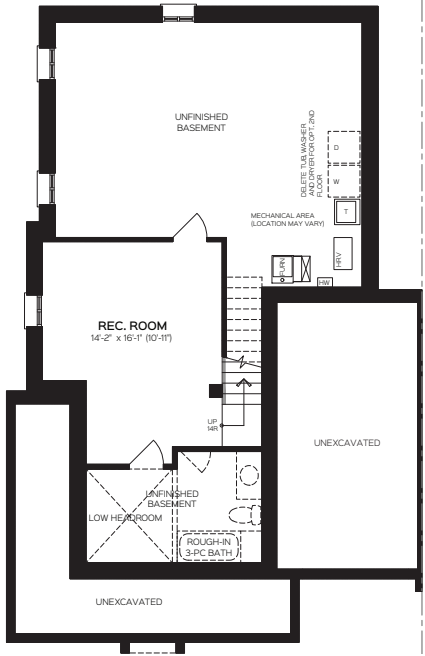 UNFINISHED
BASEMENT
DELETE TUB, WASHER
AND DRYER FOR OPT. 2ND
FLOOR
D
W
T
MECHANICAL AREA
(LOCATION MAY VARY)
HRV
FURN
HW
REC. ROOM
14'-2" x 16'-1" (10'-11")
UP
14R
UNEXCAVATED
UNFINISHED
BASEMENT
LOW HEADROOM
ROUGH-IN
3-PC BATH
UNEXCAVATED